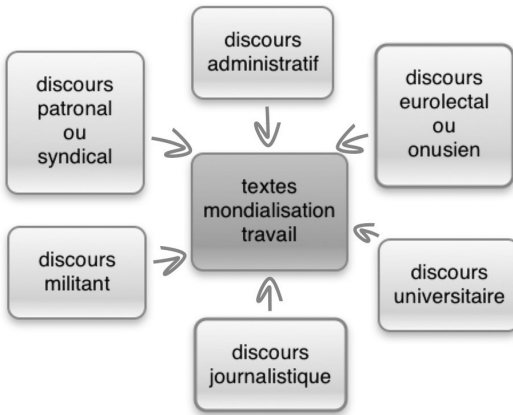 discours
administratif
discours
patronal
ou
syndical
discours
eurolectal
ou
onusien
textes
mondialisation
travail
discours
militant
discours
universitaire
discours
journalistique